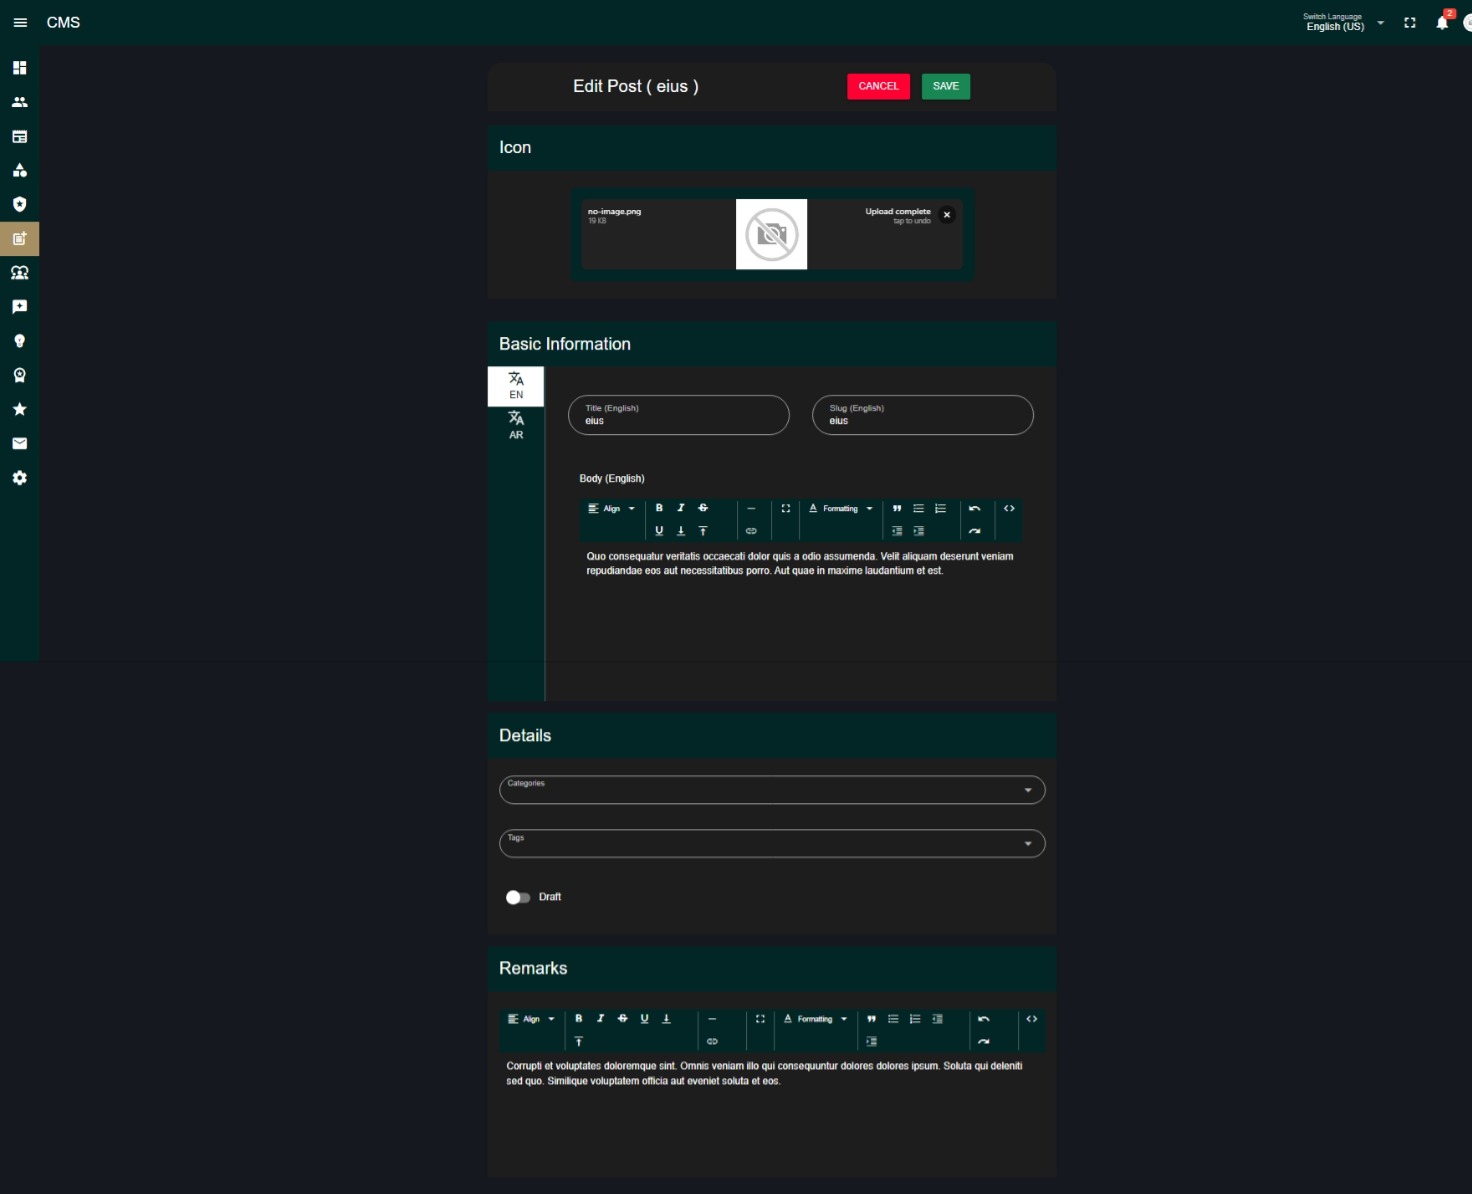 CMS
Switch Language
English (US)
2
Edit Post ( eius )
CANCEL
SAVE
Icon
no-image.png
19 KB
Upload complete
tap to undo
Basic Information
EN
AR
Title (English)
eius
Slug (English)
eius
Body (English)
Align
Formatting
Quo consequatur veritatis occaecati dolor quis a odio assumenda. Velit aliquam deserunt veniam
repudiandae eos aut necessitatibus porro. Aut quae in maxime laudantium et est.
Details
Categories
Tags
Draft
Remarks
Align
Formatting
Corrupti et voluptates doloremque sint. Omnis veniam illo qui consequuntur dolores dolores ipsum. Soluta qui deleniti
sed quo. Similique voluptatem officia aut eveniet soluta et eos.